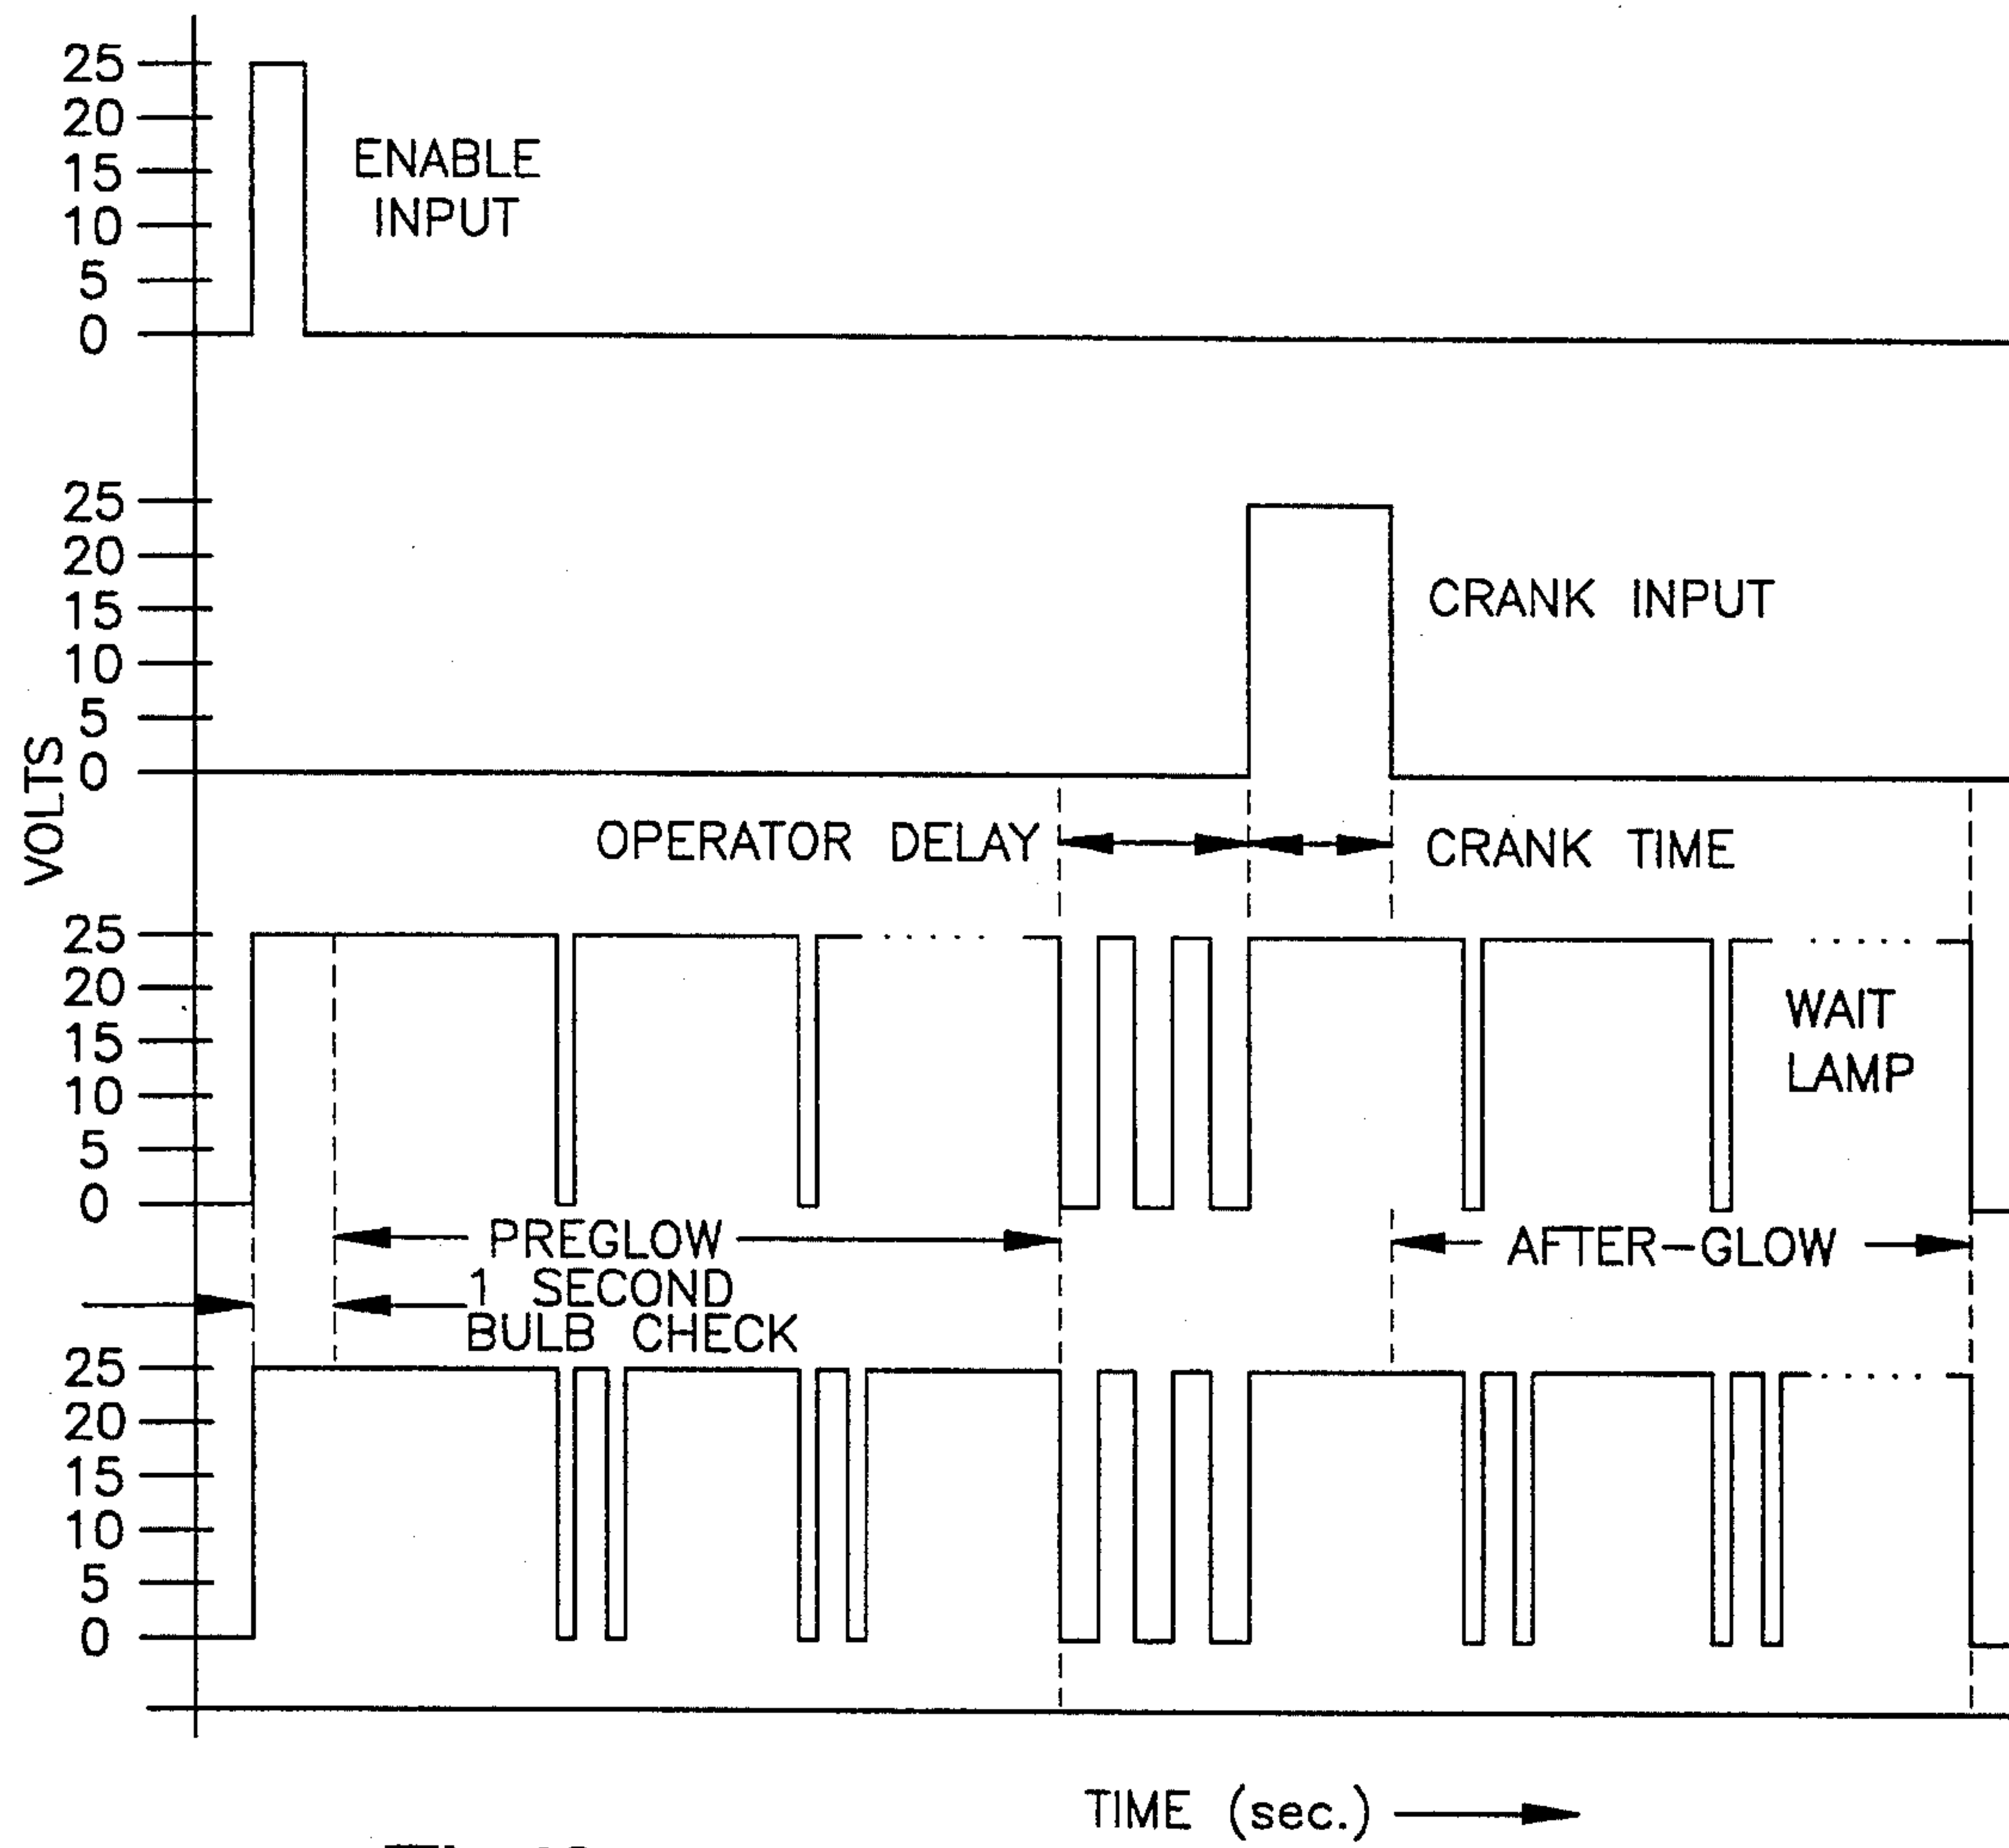 25
20
15
10
5
0
ENABLE
INPUT
25
20
15
10
5
0
CRANK INPUT
VOLTS
OPERATOR DELAY
CRANK TIME
25
20
15
10
5
0
WAIT
LAMP
PREGLOW
1 SECOND
BULB CHECK
AFTER-GLOW
25
20
15
10
5
0
TIME (sec.)